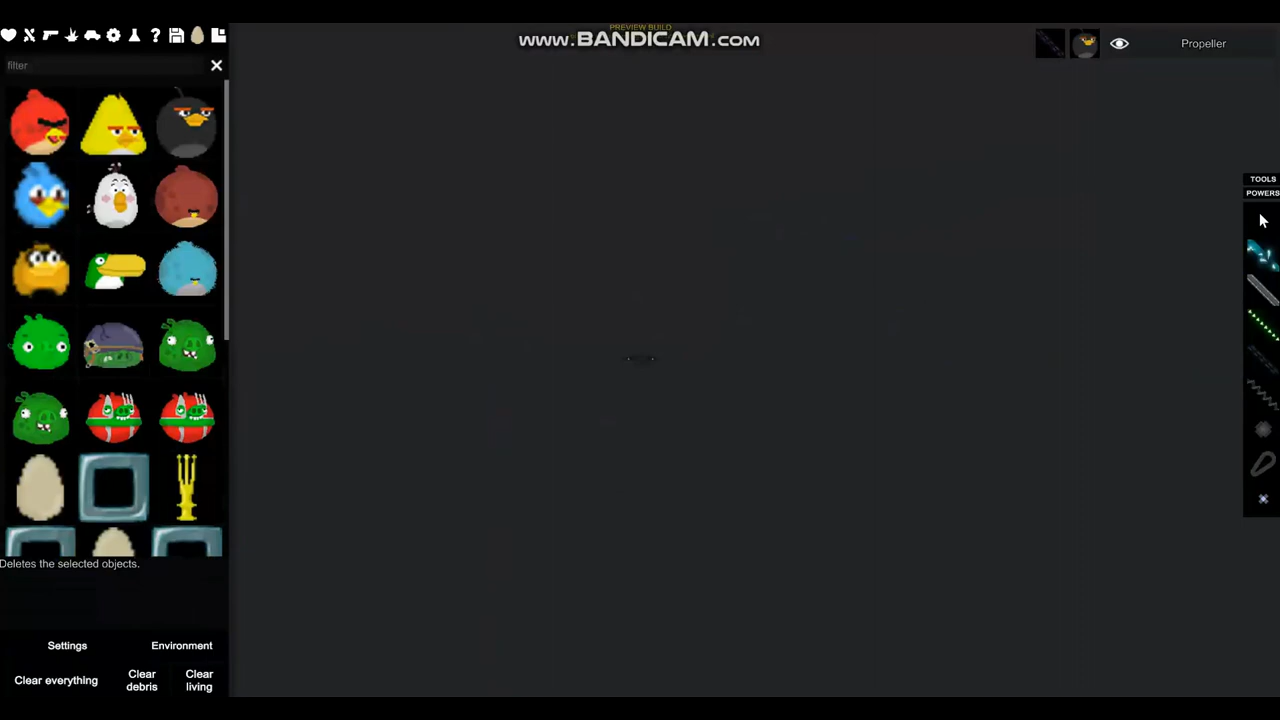 PREVIEW BUILD
www.BANDICAM.com
Propeller
filter
TOOLS
POWERS
Deletes the selected objects.
Settings
Environment
Clear everything
Clear debris
Clear living